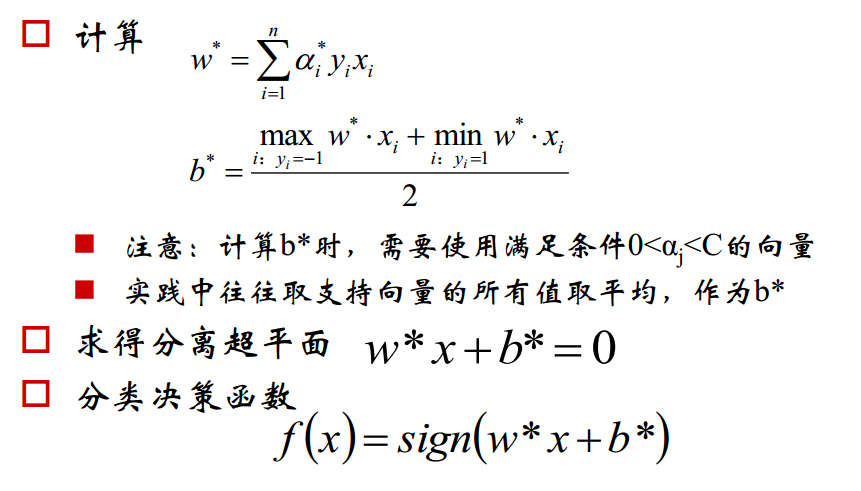 计算
w* = ∑_{i=1}^{n} α_i* y_i x_i
b* = (max_{i：y_i=-1} w*·x_i + min_{i：y_i=1} w*·x_i) / 2
注意：计算b*时，需要使用满足条件0<α_j<C的向量
实践中往往取支持向量的所有值取平均，作为b*
求得分离超平面 w*x+b*=0
分类决策函数
f(x)=sign(w*x+b*)